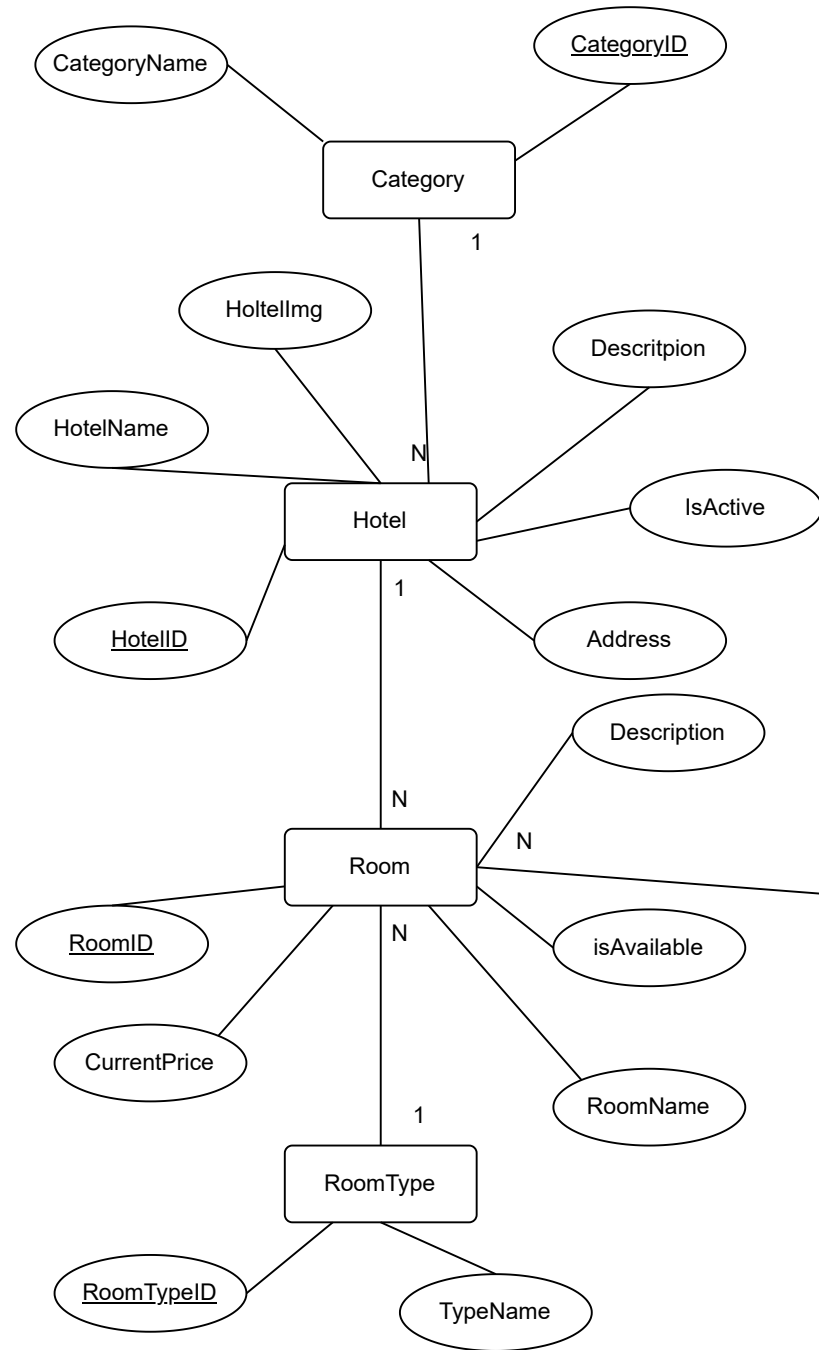 CategoryName
CategoryID
Category
1
HoltelImg
Descritpion
HotelName
N
IsActive
Hotel
1
HotelID
Address
Description
N
N
Room
RoomID
N
isAvailable
CurrentPrice
RoomName
1
RoomType
RoomTypeID
TypeName